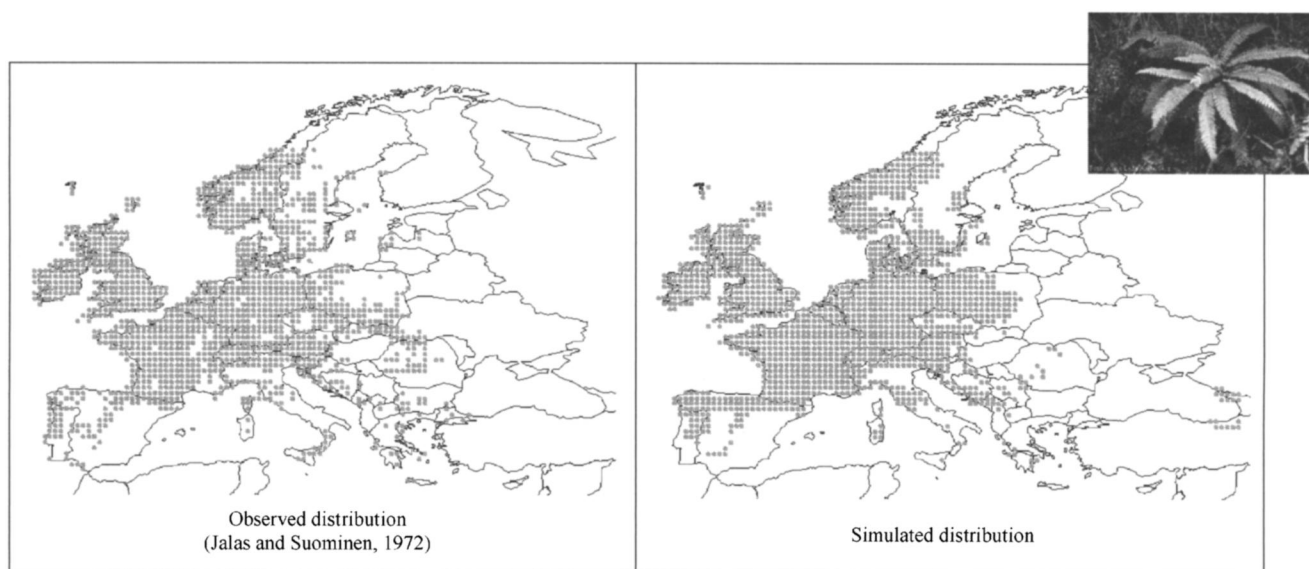 Observed distribution
(Jalas and Suominen, 1972)
Simulated distribution